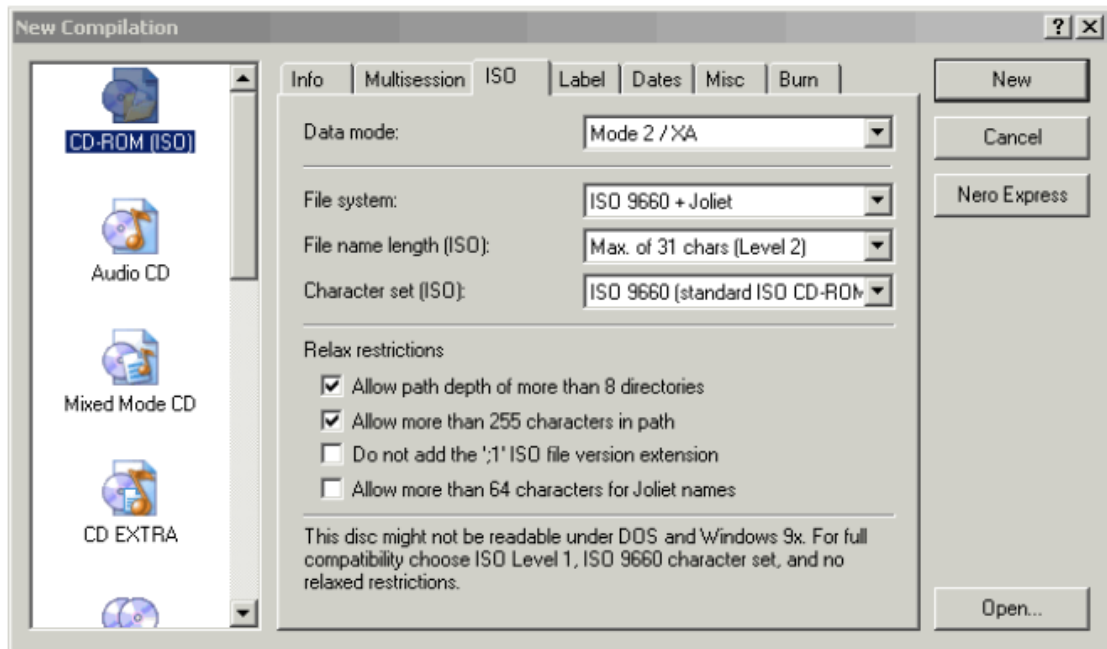 New Compilation
CD-ROM (ISO)
Audio CD
Mixed Mode CD
CD EXTRA
Info Multisession ISO Label Dates Misc Burn
Data mode: Mode 2 / XA
File system: ISO 9660 + Joliet
File name length (ISO): Max. of 31 chars (Level 2)
Character set (ISO): ISO 9660 (standard ISO CD-ROM
Relax restrictions
Allow path depth of more than 8 directories
Allow more than 255 characters in path
Do not add the ';1' ISO file version extension
Allow more than 64 characters for Joliet names
This disc might not be readable under DOS and Windows 9x. For full
compatibility choose ISO Level 1, ISO 9660 character set, and no
relaxed restrictions.
New
Cancel
Nero Express
Open...